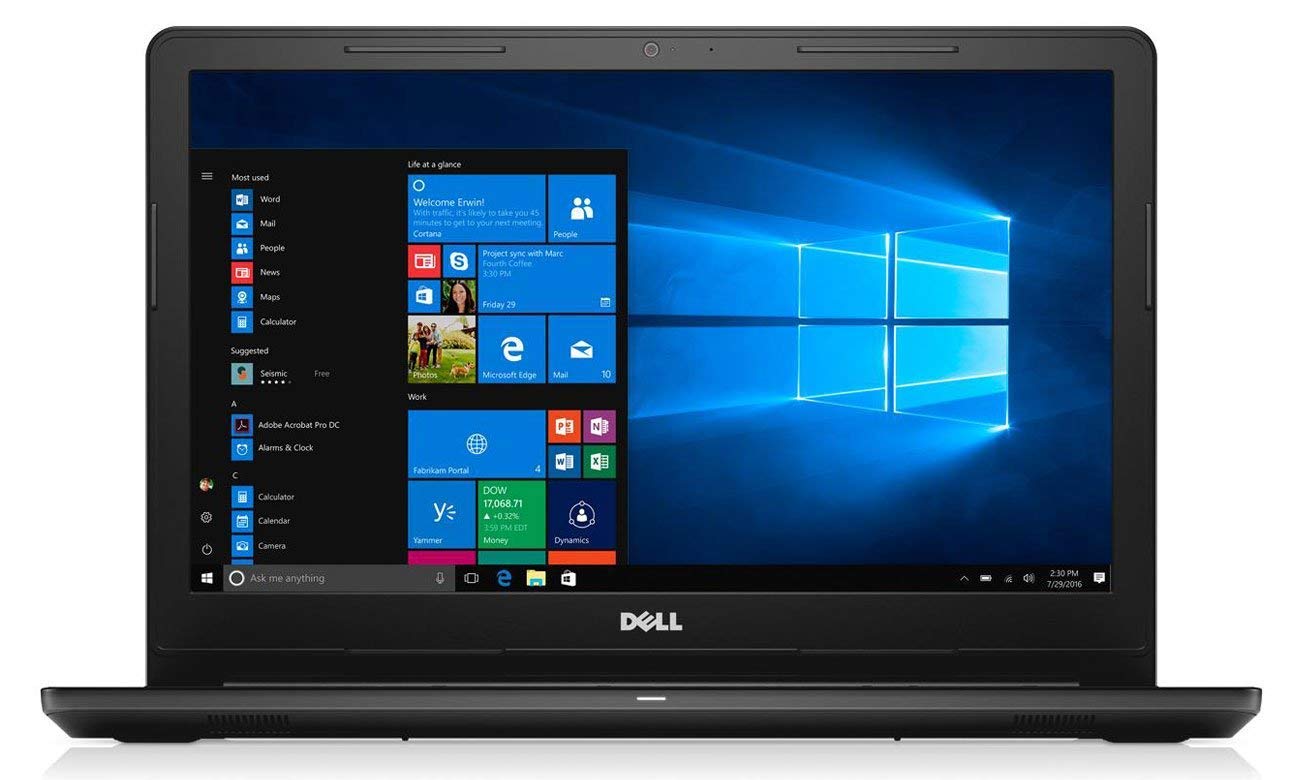 Life at a glance
Most used
Word
Mail
People
News
Maps
Calculator
Suggested
Seismic Free
A
Adobe Acrobat Pro DC
Alarms & Clock
C
Calculator
Calendar
Camera
Welcome Erwin!
With traffic, it's likely to take you 45
minutes to get to your next meeting.
Cortana
People
Project sync with Marc
Fourth Coffee
3:30 PM
Friday 29
Photos
Microsoft Edge
Mail 10
Work
Fabrikam Portal 4
Yammer
DOW
17,068.71
▲ +0.32%
3:59 PM EDT
Money
Dynamics
Ask me anything
2:30 PM
7/29/2016
DELL